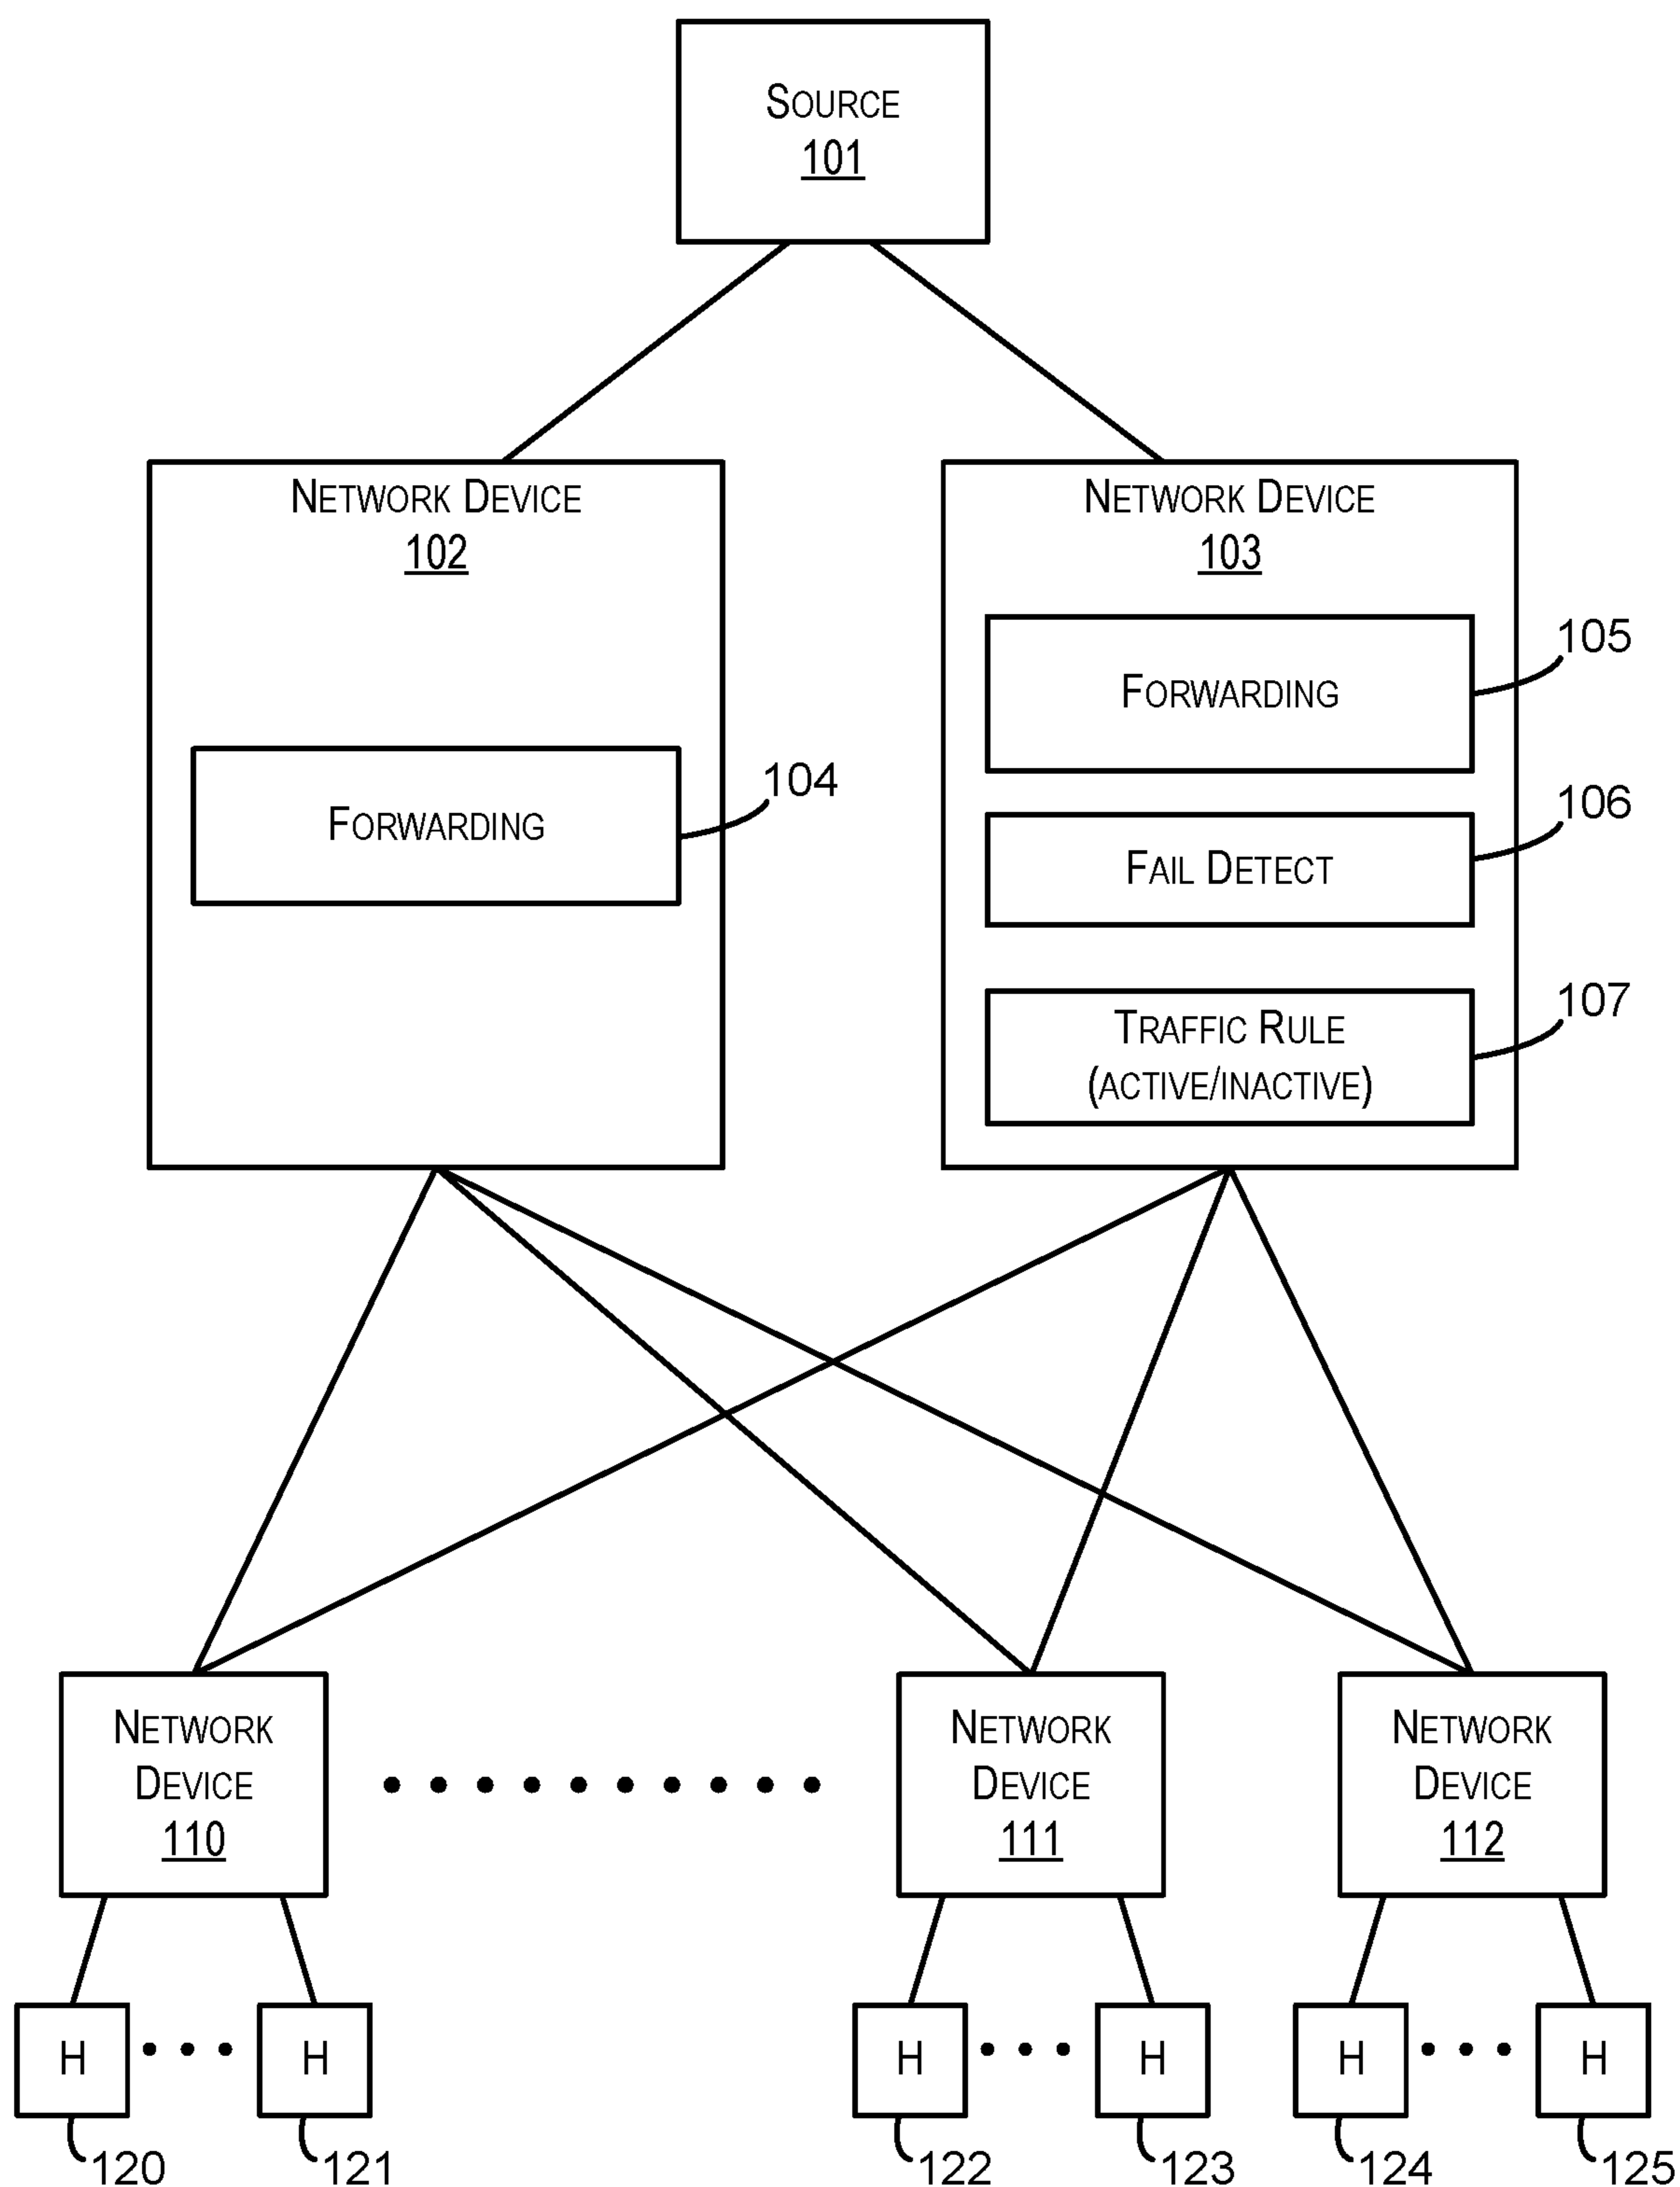 SOURCE
101
NETWORK DEVICE
102
NETWORK DEVICE
103
FORWARDING
105
FORWARDING
104
FAIL DETECT
106
TRAFFIC RULE
(ACTIVE/INACTIVE)
107
NETWORK
DEVICE
110
NETWORK
DEVICE
111
NETWORK
DEVICE
112
H
H
H
H
H
H
120
121
122
123
124
125